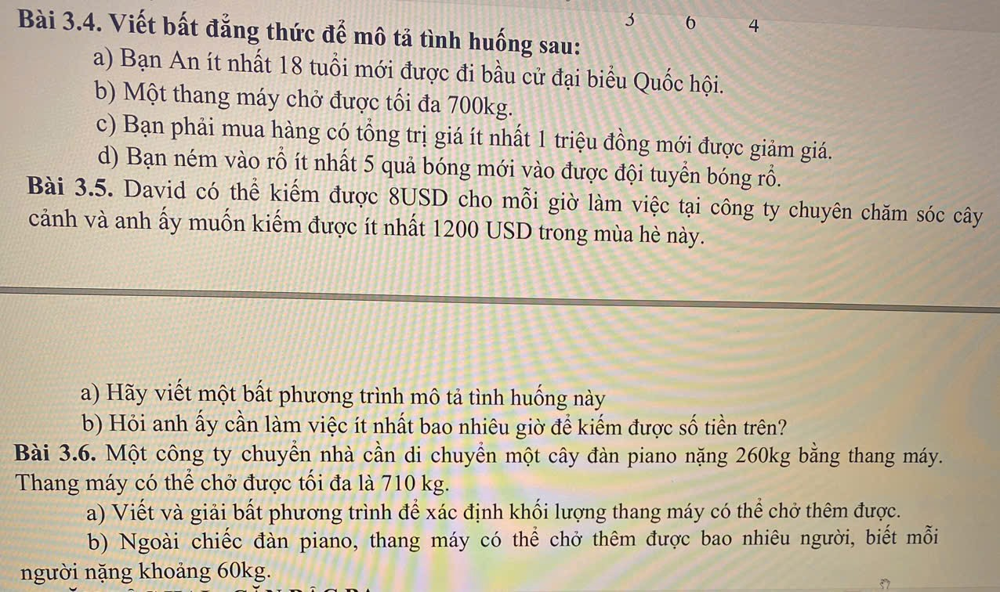 3 6 4
Bài 3.4. Viết bất đẳng thức để mô tả tình huống sau:
a) Bạn An ít nhất 18 tuổi mới được đi bầu cử đại biểu Quốc hội.
b) Một thang máy chở được tối đa 700kg.
c) Bạn phải mua hàng có tổng trị giá ít nhất 1 triệu đồng mới được giảm giá.
d) Bạn ném vào rổ ít nhất 5 quả bóng mới vào được đội tuyển bóng rổ.
Bài 3.5. David có thể kiếm được 8USD cho mỗi giờ làm việc tại công ty chuyên chăm sóc cây
cảnh và anh ấy muốn kiếm được ít nhất 1200 USD trong mùa hè này.
a) Hãy viết một bất phương trình mô tả tình huống này
b) Hỏi anh ấy cần làm việc ít nhất bao nhiêu giờ để kiếm được số tiền trên?
Bài 3.6. Một công ty chuyển nhà cần di chuyển một cây đàn piano nặng 260kg bằng thang máy.
Thang máy có thể chở được tối đa là 710 kg.
a) Viết và giải bất phương trình để xác định khối lượng thang máy có thể chở thêm được.
b) Ngoài chiếc đàn piano, thang máy có thể chở thêm được bao nhiêu người, biết mỗi
người nặng khoảng 60kg.